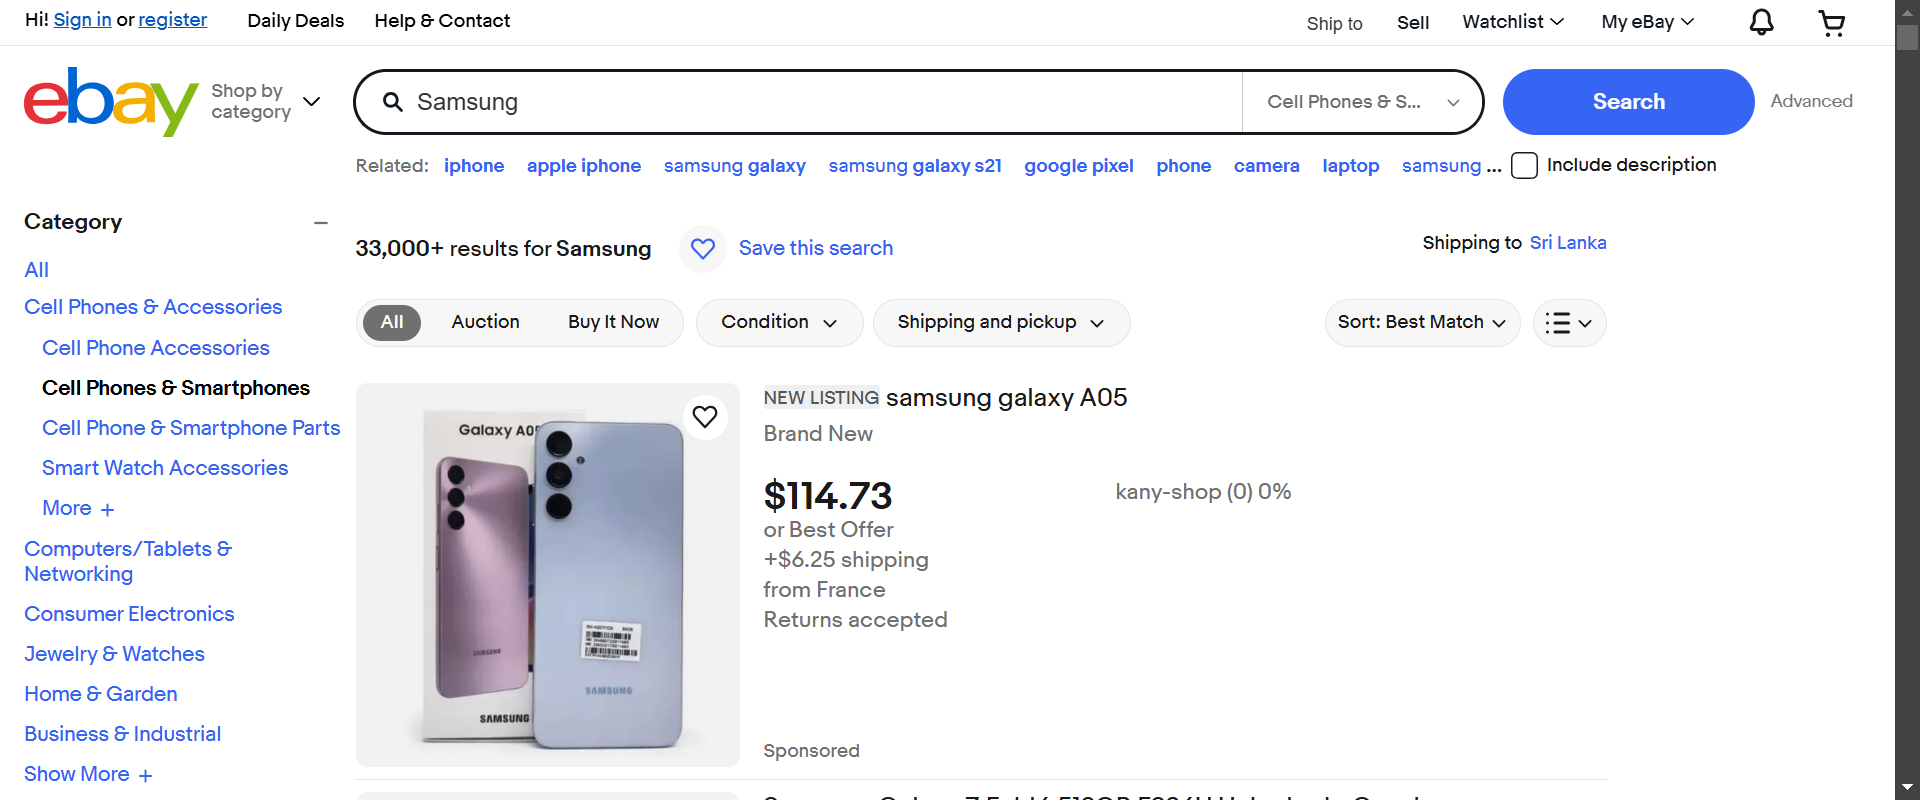 Hi! Sign in or register
Daily Deals
Help & Contact
Ship to
Sell
Watchlist
My eBay
ebay
Shop by
category
Samsung
Cell Phones & S...
Search
Advanced
Related: iphone apple iphone samsung galaxy samsung galaxy s21 google pixel phone camera laptop samsung ...
Include description
Category
All
Cell Phones & Accessories
Cell Phone Accessories
Cell Phones & Smartphones
Cell Phone & Smartphone Parts
Smart Watch Accessories
More +
Computers/Tablets &
Networking
Consumer Electronics
Jewelry & Watches
Home & Garden
Business & Industrial
Show More +
33,000+ results for Samsung
Save this search
Shipping to Sri Lanka
All
Auction
Buy It Now
Condition
Shipping and pickup
Sort: Best Match
Galaxy A05
SAMSUNG
SAMSUNG
SAMSUNG
NEW LISTING samsung galaxy A05
Brand New
$114.73
or Best Offer
+$6.25 shipping
from France
Returns accepted
kany-shop (0) 0%
Sponsored